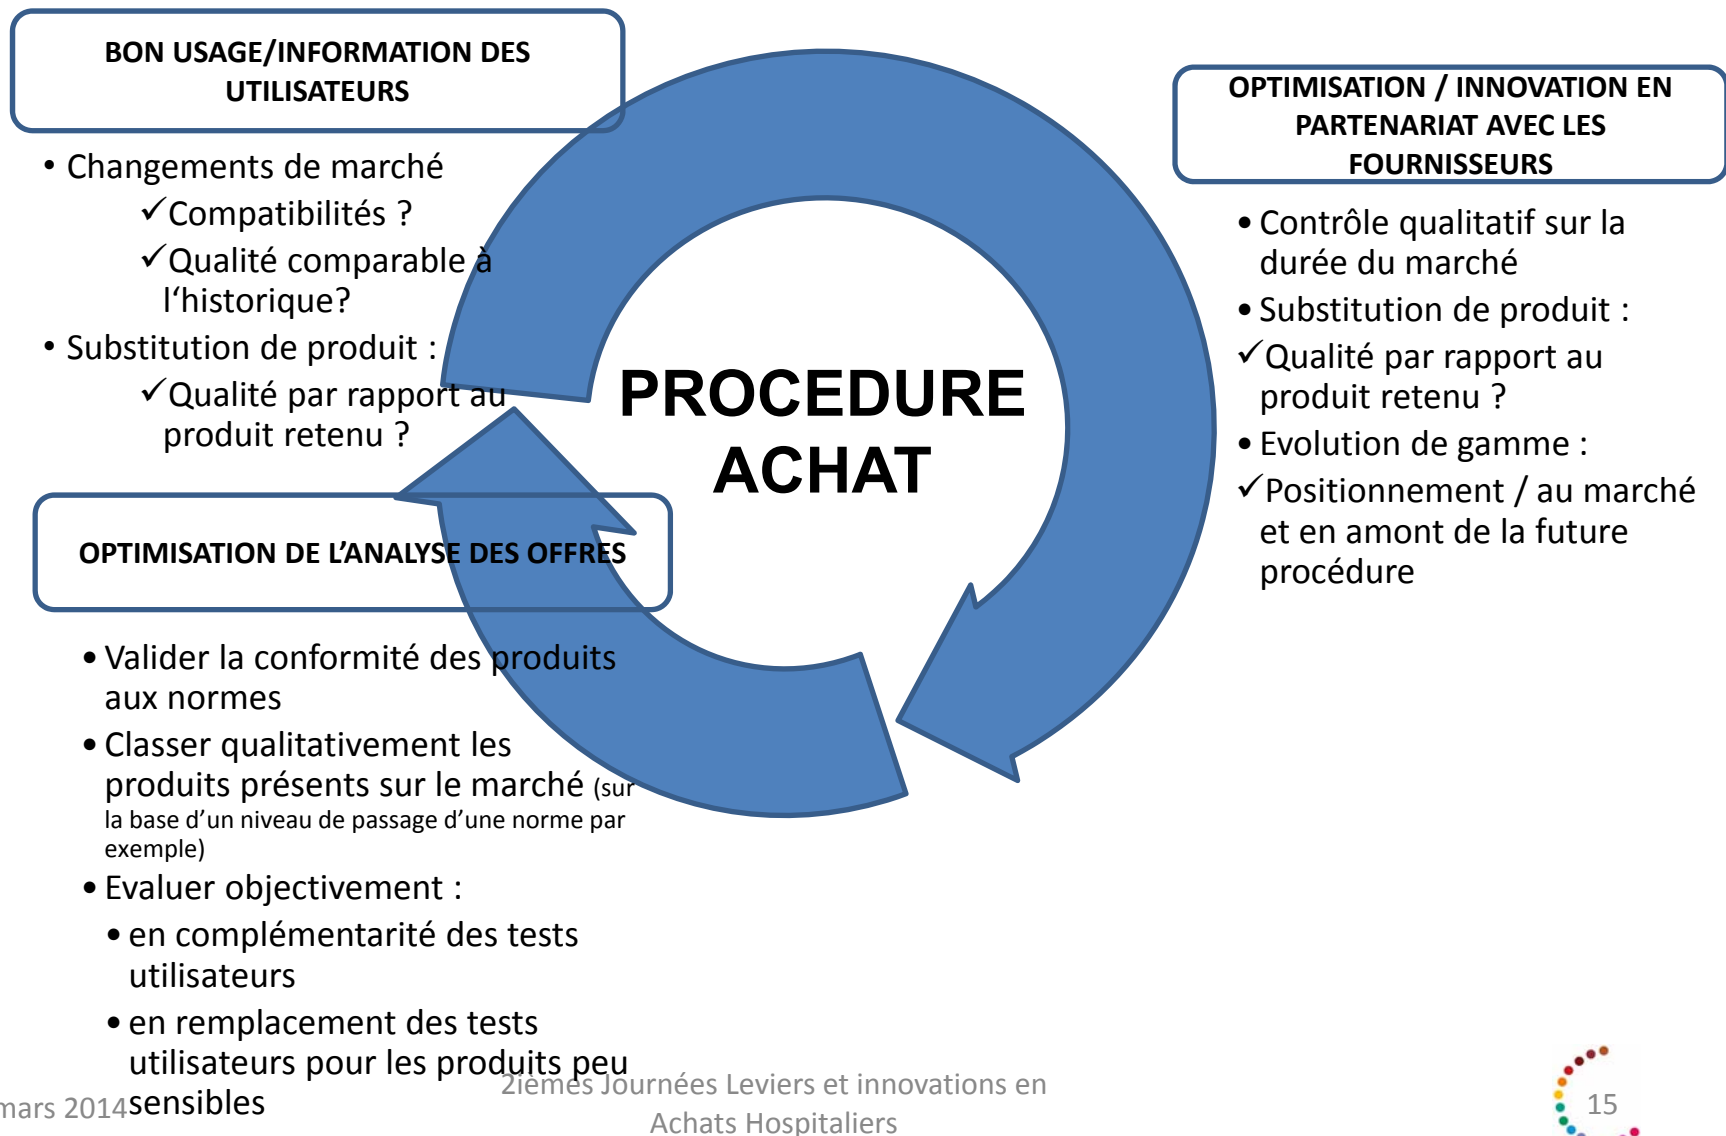 BON USAGE/INFORMATION DES
UTILISATEURS
• Changements de marché
✓Compatibilités ?
✓Qualité comparable à
l‘historique?
• Substitution de produit :
✓Qualité par rapport au
produit retenu ?
OPTIMISATION / INNOVATION EN
PARTENARIAT AVEC LES
FOURNISSEURS
• Contrôle qualitatif sur la
durée du marché
• Substitution de produit :
✓Qualité par rapport au
produit retenu ?
• Evolution de gamme :
✓Positionnement / au marché
et en amont de la future
procédure
PROCEDURE
ACHAT
OPTIMISATION DE L’ANALYSE DES OFFRES
• Valider la conformité des produits
aux normes
• Classer qualitativement les
produits présents sur le marché (sur
la base d’un niveau de passage d’une norme par
exemple)
• Evaluer objectivement :
• en complémentarité des tests
utilisateurs
• en remplacement des tests
utilisateurs pour les produits peu
sensibles
mars 2014
2ièmes Journées Leviers et innovations en
Achats Hospitaliers
15